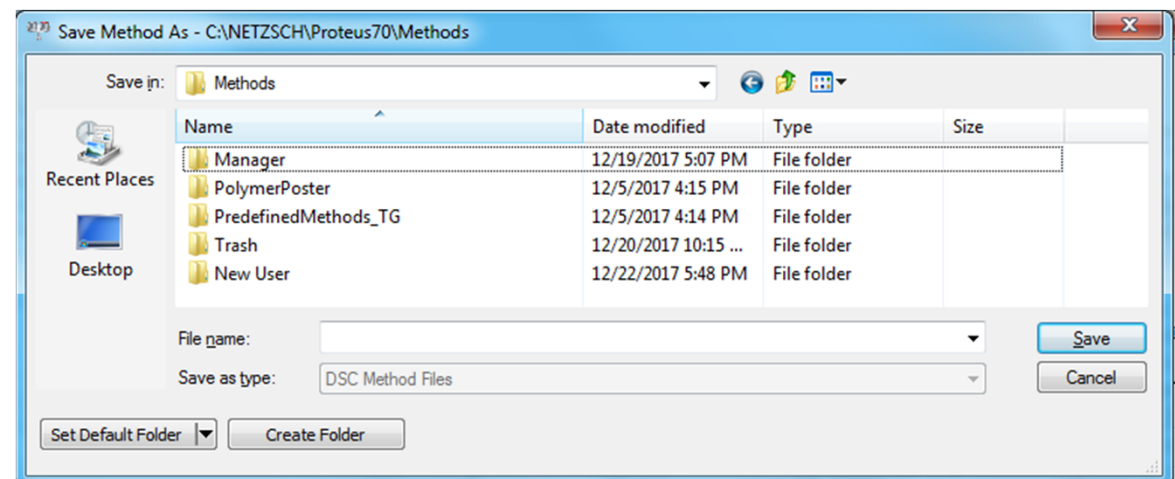 Save Method As - C:\NETZSCH\Proteus70\Methods
Save in: Methods
Name Date modified Type Size
Manager 12/19/2017 5:07 PM File folder
PolymerPoster 12/5/2017 4:15 PM File folder
PredefinedMethods_TG 12/5/2017 4:14 PM File folder
Trash 12/20/2017 10:15 ... File folder
New User 12/22/2017 5:48 PM File folder
Recent Places
Desktop
File name: Save
Save as type: DSC Method Files Cancel
Set Default Folder Create Folder